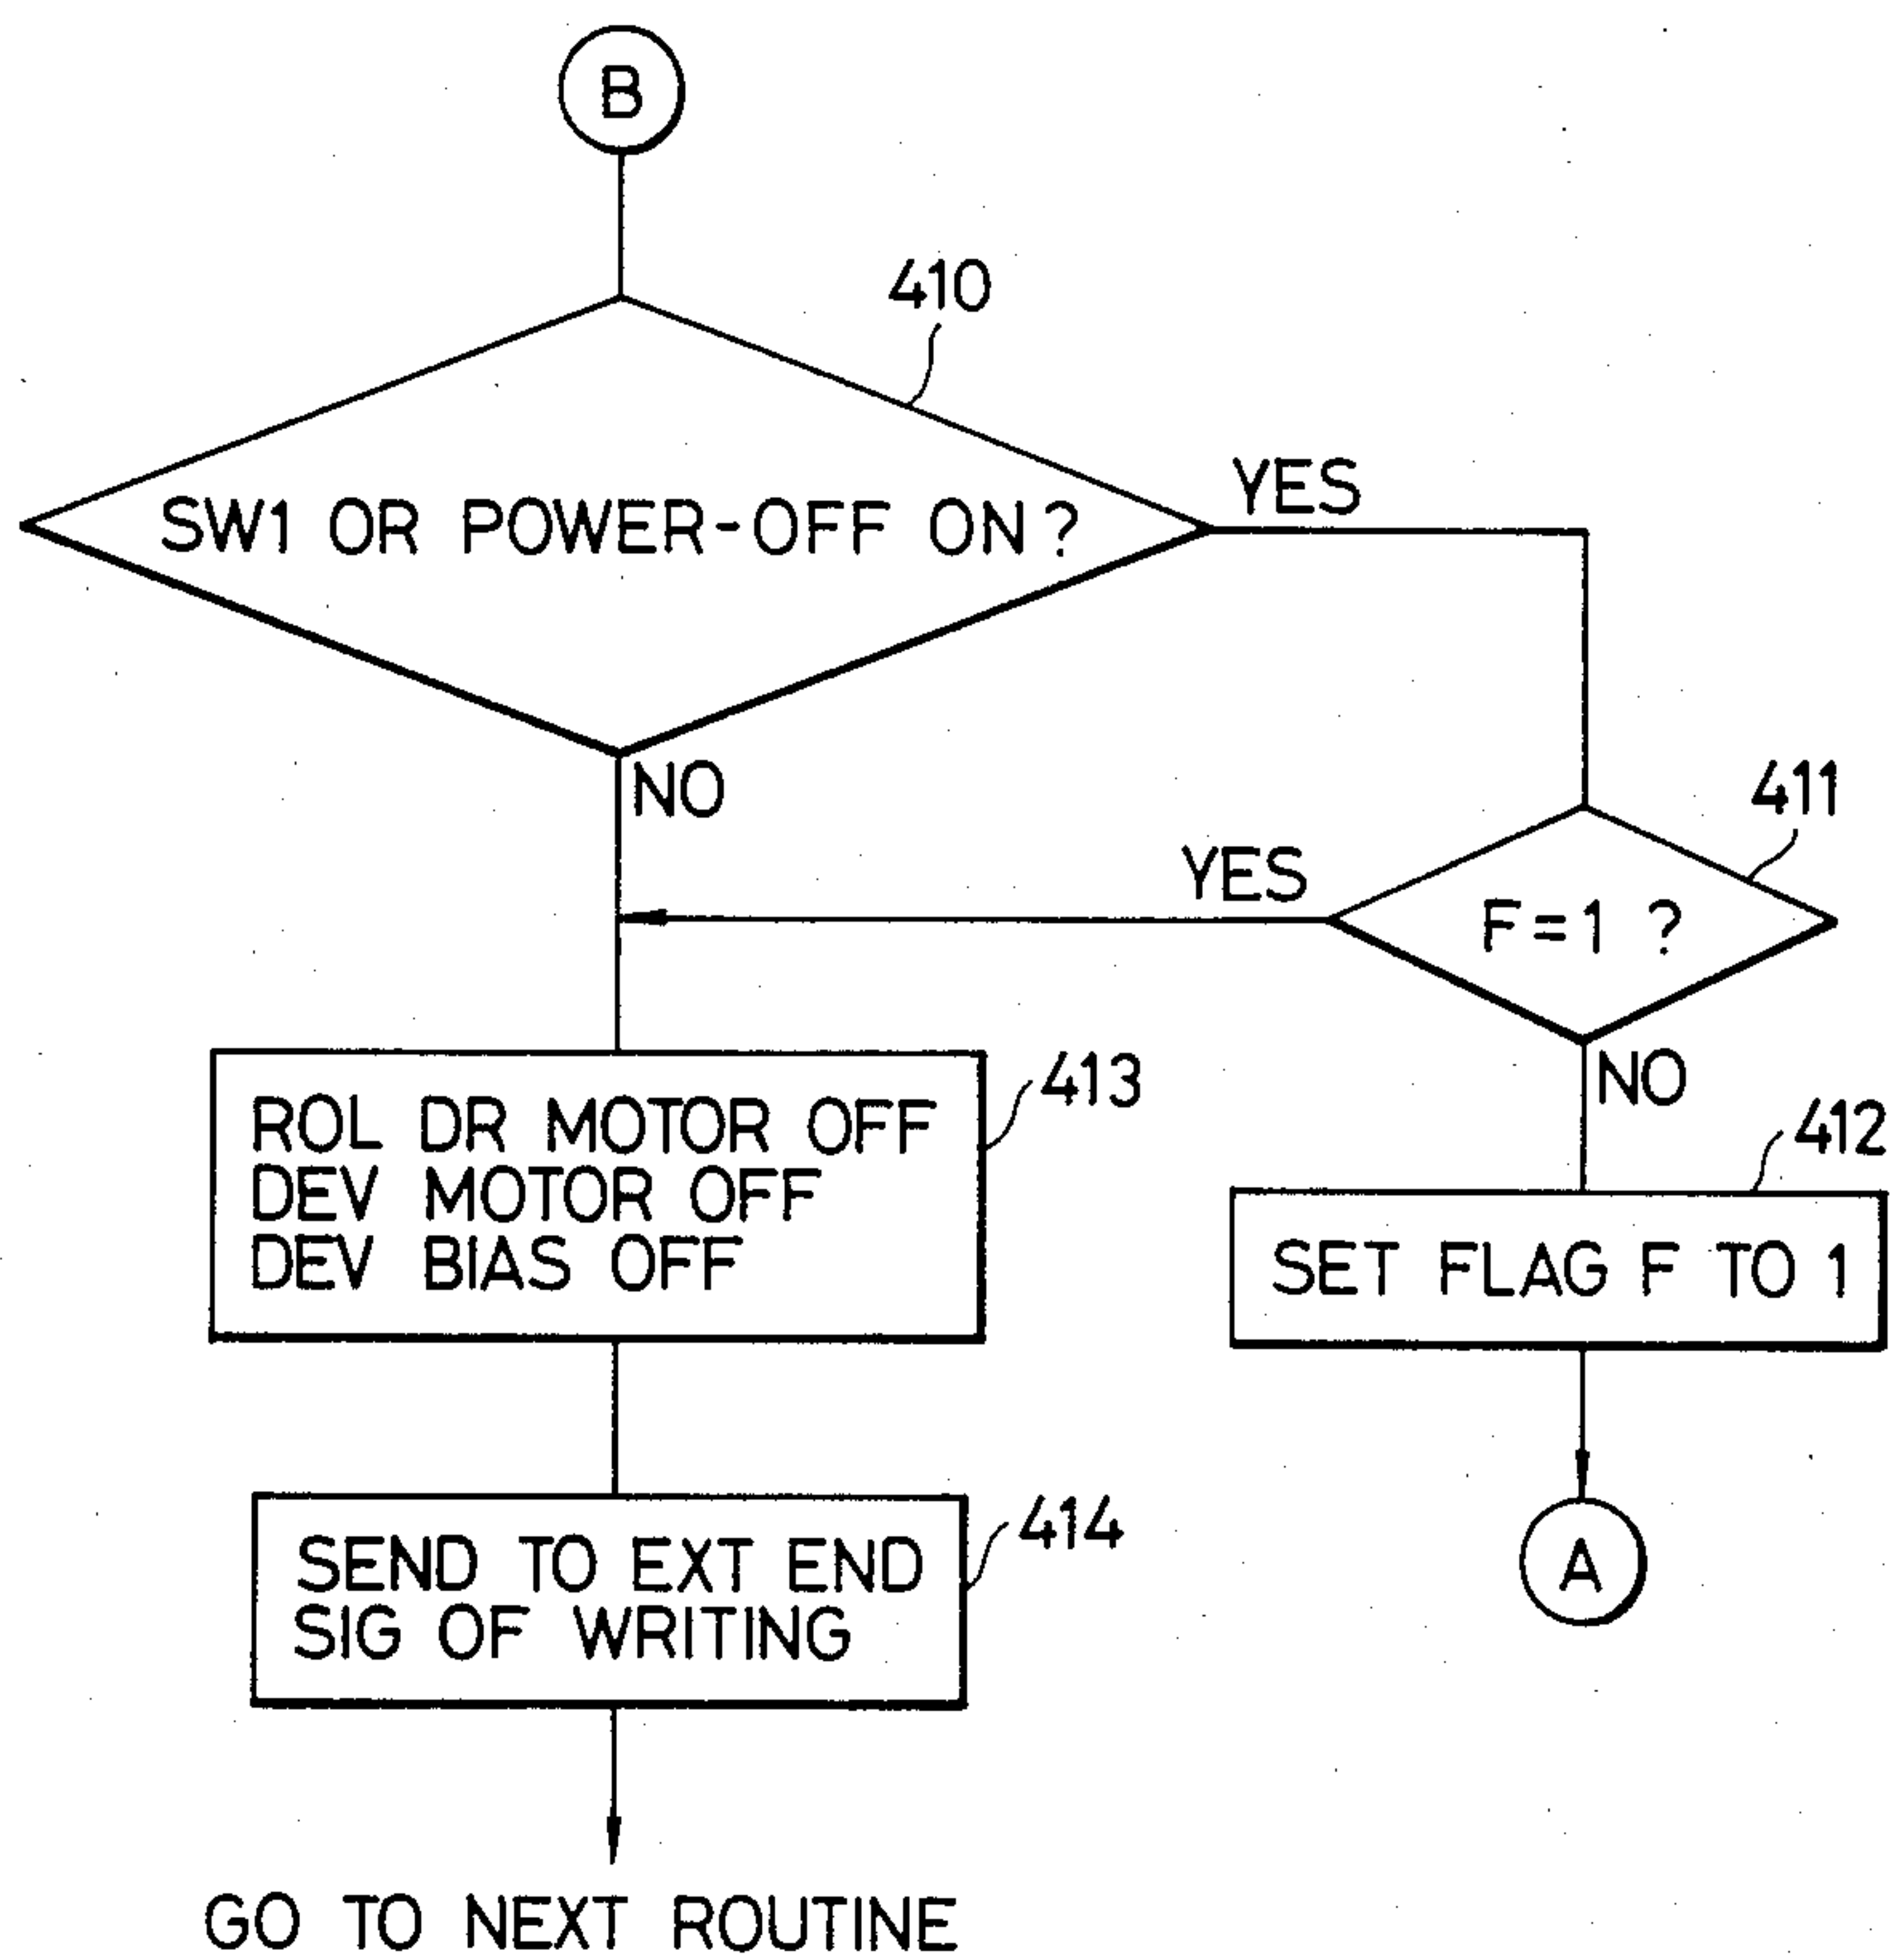 B
410
SW1 OR POWER-OFF ON?
YES
NO
411
YES
F=1 ?
NO
413
ROL DR MOTOR OFF
DEV MOTOR OFF
DEV BIAS OFF
412
SET FLAG F TO 1
414
SEND TO EXT END
SIG OF WRITING
A
GO TO NEXT ROUTINE